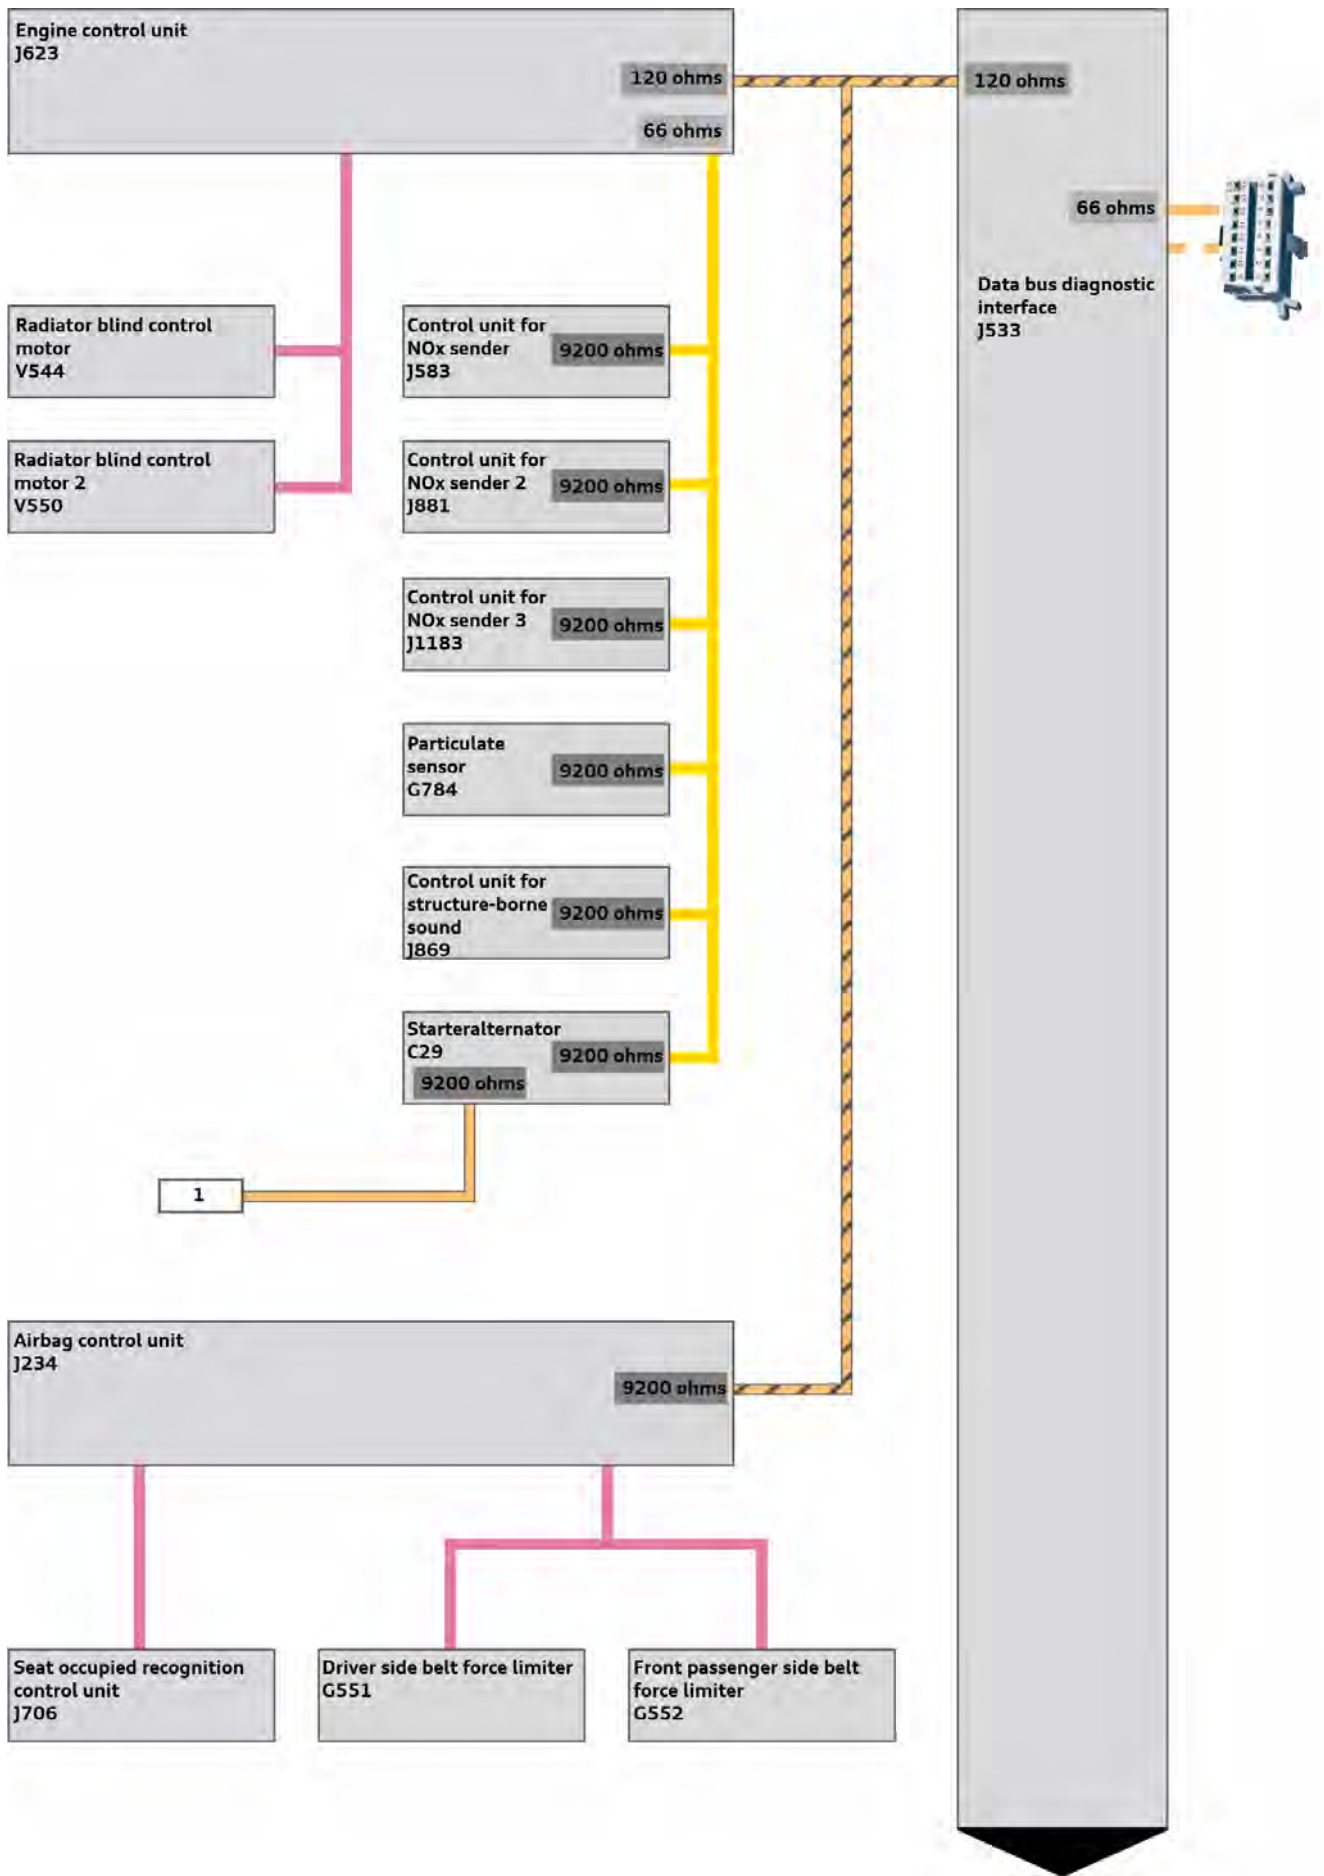 Engine control unit
J623
120 ohms
66 ohms
120 ohms
66 ohms
Data bus diagnostic
interface
J533
Radiator blind control
motor
V544
Control unit for
NOx sender
J583
9200 ohms
Radiator blind control
motor 2
V550
Control unit for
NOx sender 2
J881
9200 ohms
Control unit for
NOx sender 3
J1183
9200 ohms
Particulate
sensor
G784
9200 ohms
Control unit for
structure-borne
sound
J869
9200 ohms
Starteralternator
C29
9200 ohms
9200 ohms
1
Airbag control unit
J234
9200 ohms
Seat occupied recognition
control unit
J706
Driver side belt force limiter
G551
Front passenger side belt
force limiter
G552